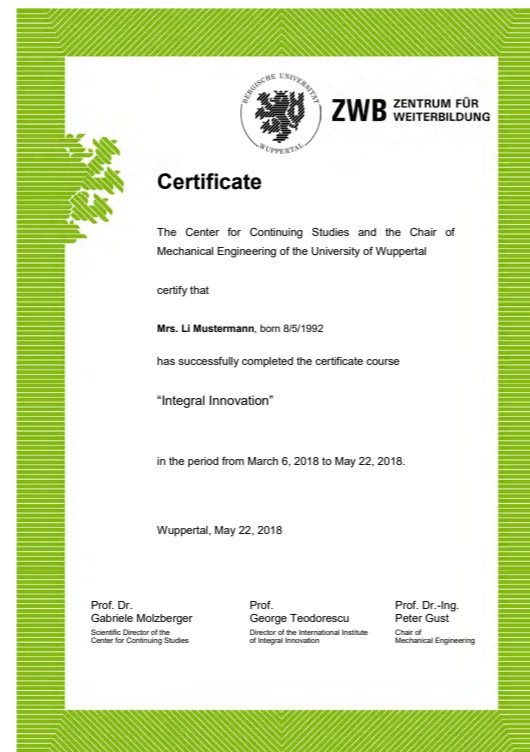 BERGISCHE UNIVERSITÄT
WUPPERTAL
ZWB ZENTRUM FÜR
WEITERBILDUNG
Certificate
The Center for Continuing Studies and the Chair of
Mechanical Engineering of the University of Wuppertal
certify that
Mrs. Li Mustermann, born 8/5/1992
has successfully completed the certificate course
“Integral Innovation”
in the period from March 6, 2018 to May 22, 2018.
Wuppertal, May 22, 2018
Prof. Dr.
Gabriele Molzberger
Scientific Director of the
Center for Continuing Studies
Prof.
George Teodorescu
Director of the International Institute
of Integral Innovation
Prof. Dr.-Ing.
Peter Gust
Chair of
Mechanical Engineering